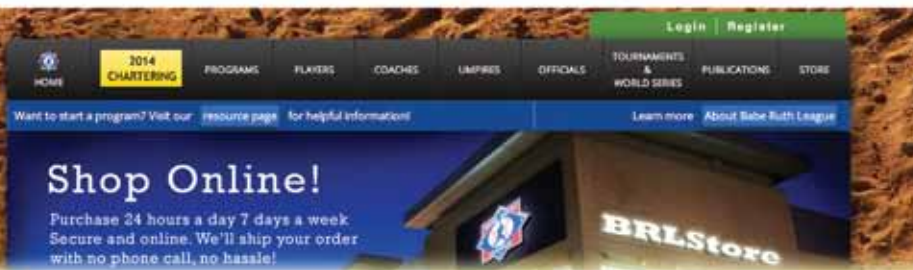 Login | Register
HOME
2014
CHARTERING
PROGRAMS
PLAYERS
COACHES
UMPIRES
OFFICIALS
TOURNAMENTS
&
WORLD SERIES
PUBLICATIONS
STORE
Want to start a program? Visit our resource page for helpful information!
Learn more About Babe Ruth League
Shop Online!
Purchase 24 hours a day 7 days a week
Secure and online. We'll ship your order
with no phone call, no hassle!
BRLStore